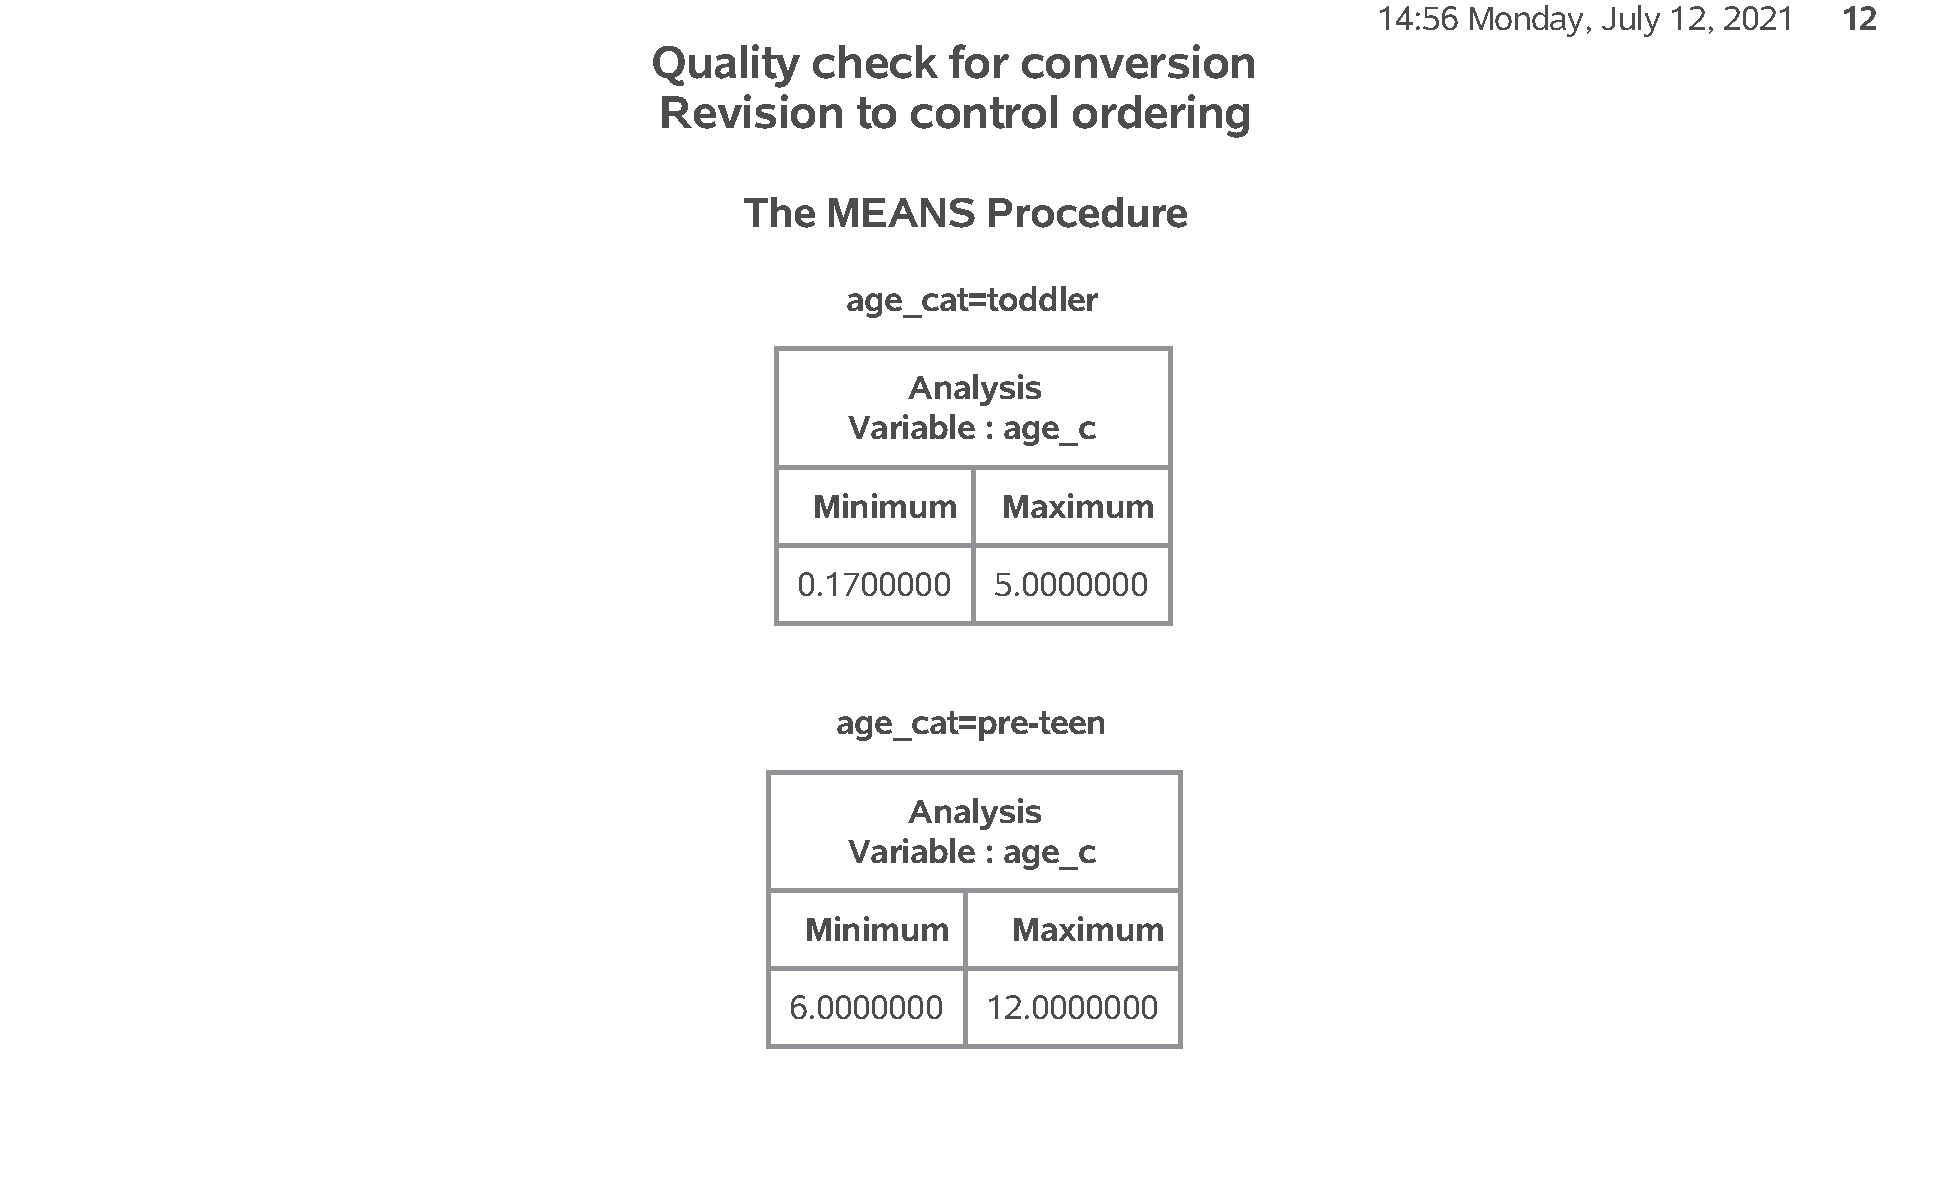 14:56 Monday, July 12, 2021 12
Quality check for conversion
Revision to control ordering
The MEANS Procedure
age_cat=toddler
Analysis
Variable : age_c
Minimum Maximum
0.1700000 5.0000000
age_cat=pre-teen
Analysis
Variable : age_c
Minimum Maximum
6.0000000 12.0000000